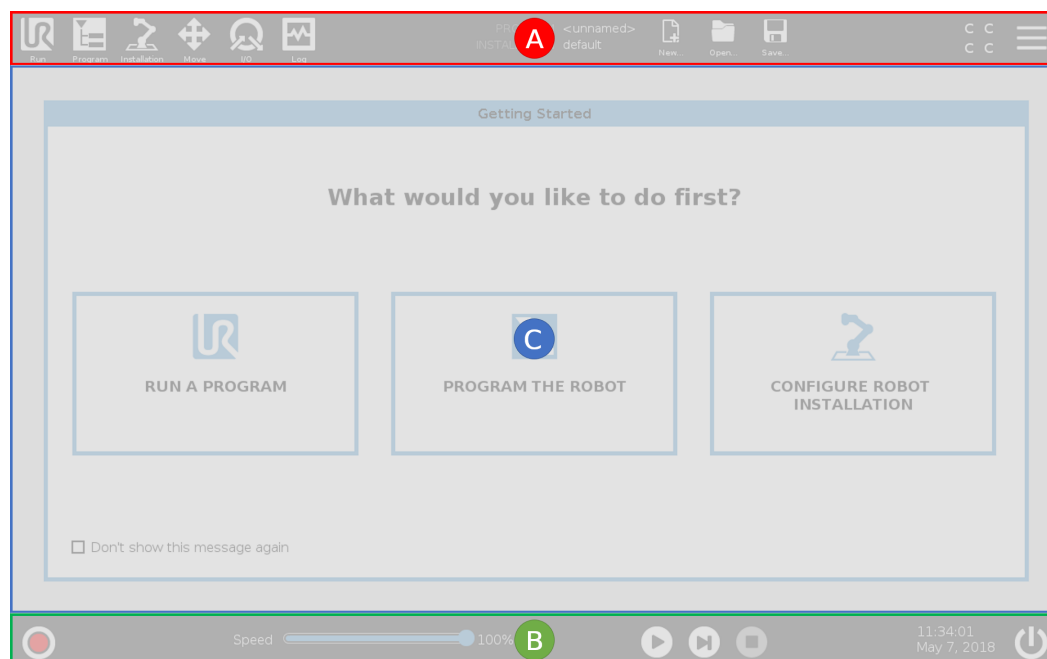 <unnamed>
default
C C
C C
Run
Program
Installation
Move
I/O
Log
A
New...
Open...
Save...
Getting Started
What would you like to do first?
RUN A PROGRAM
C
PROGRAM THE ROBOT
CONFIGURE ROBOT
INSTALLATION
Don't show this message again
Speed
100%
B
11:34:01
May 7, 2018